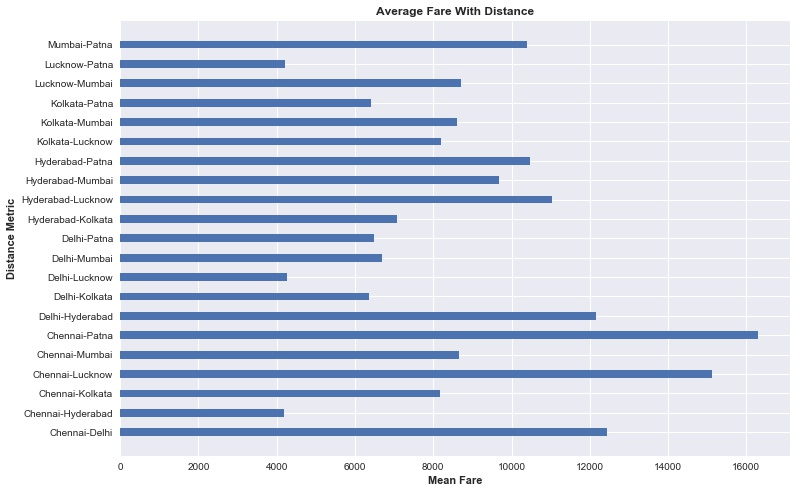 Average Fare With Distance
Mumbai-Patna
Lucknow-Patna
Lucknow-Mumbai
Kolkata-Patna
Kolkata-Mumbai
Kolkata-Lucknow
Hyderabad-Patna
Hyderabad-Mumbai
Hyderabad-Lucknow
Hyderabad-Kolkata
Delhi-Patna
Delhi-Mumbai
Delhi-Lucknow
Delhi-Kolkata
Delhi-Hyderabad
Chennai-Patna
Chennai-Mumbai
Chennai-Lucknow
Chennai-Kolkata
Chennai-Hyderabad
Chennai-Delhi
Distance Metric
0 2000 4000 6000 8000 10000 12000 14000 16000
Mean Fare